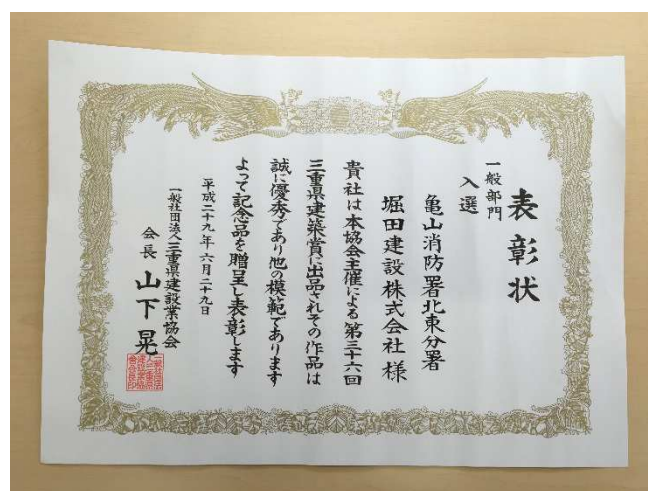 表彰状
一般部門
入選
亀山消防署北東分署
堀田建設株式会社様
貴社は本協会主催による第三十六回
三重県建築賞に出品されその作品は
誠に優秀であり他の模範であります
よって記念品を贈呈し表彰します
平成二十九年六月二十九日
一般社団法人三重県建設業協会
会長 山下晃